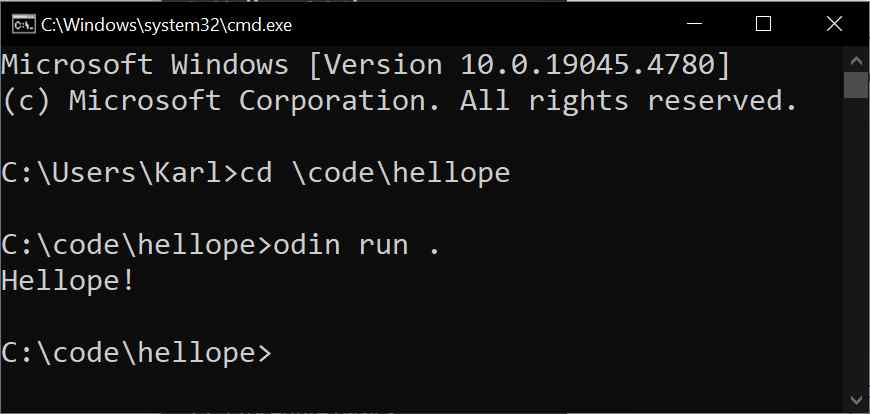 C:\Windows\system32\cmd.exe
Microsoft Windows [Version 10.0.19045.4780]
(c) Microsoft Corporation. All rights reserved.
C:\Users\Karl>cd \code\hellope
C:\code\hellope>odin run .
Hellope!
C:\code\hellope>